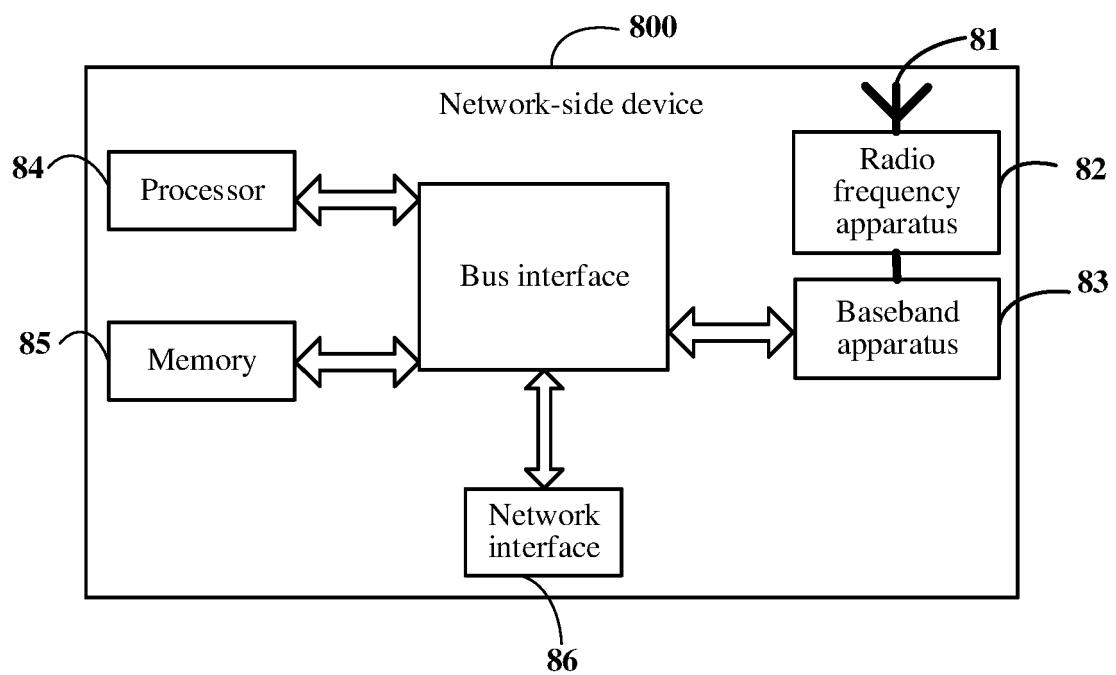 800
81
Network-side device
84
Processor
Radio
frequency
apparatus
82
Bus interface
83
Baseband
apparatus
85
Memory
Network
interface
86